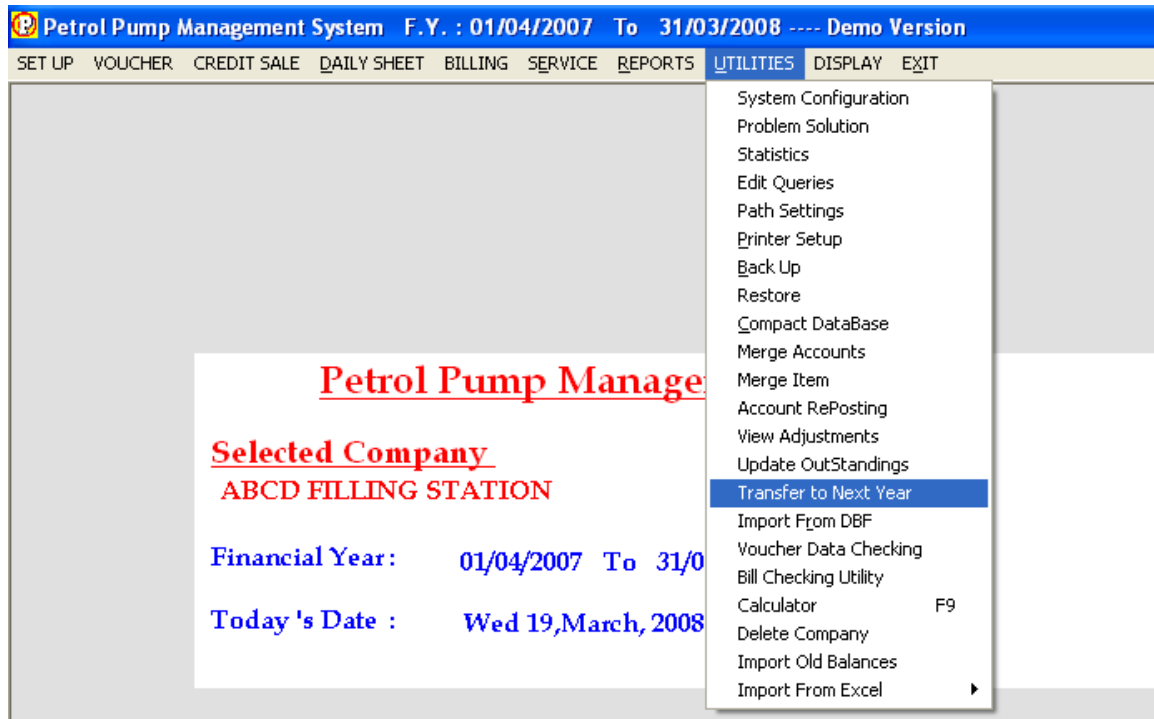 Petrol Pump Management System F.Y. : 01/04/2007 To 31/03/2008 ---- Demo Version
SET UP VOUCHER CREDIT SALE DAILY SHEET BILLING SERVICE REPORTS UTILITIES DISPLAY EXIT
System Configuration
Problem Solution
Statistics
Edit Queries
Path Settings
Printer Setup
Back Up
Restore
Compact DataBase
Merge Accounts
Merge Item
Account RePosting
View Adjustments
Update OutStandings
Transfer to Next Year
Import From DBF
Voucher Data Checking
Bill Checking Utility
Calculator F9
Delete Company
Import Old Balances
Import From Excel
Petrol Pump Manage
Selected Company
ABCD FILLING STATION
Financial Year : 01/04/2007 To 31/0
Today 's Date : Wed 19,March, 2008